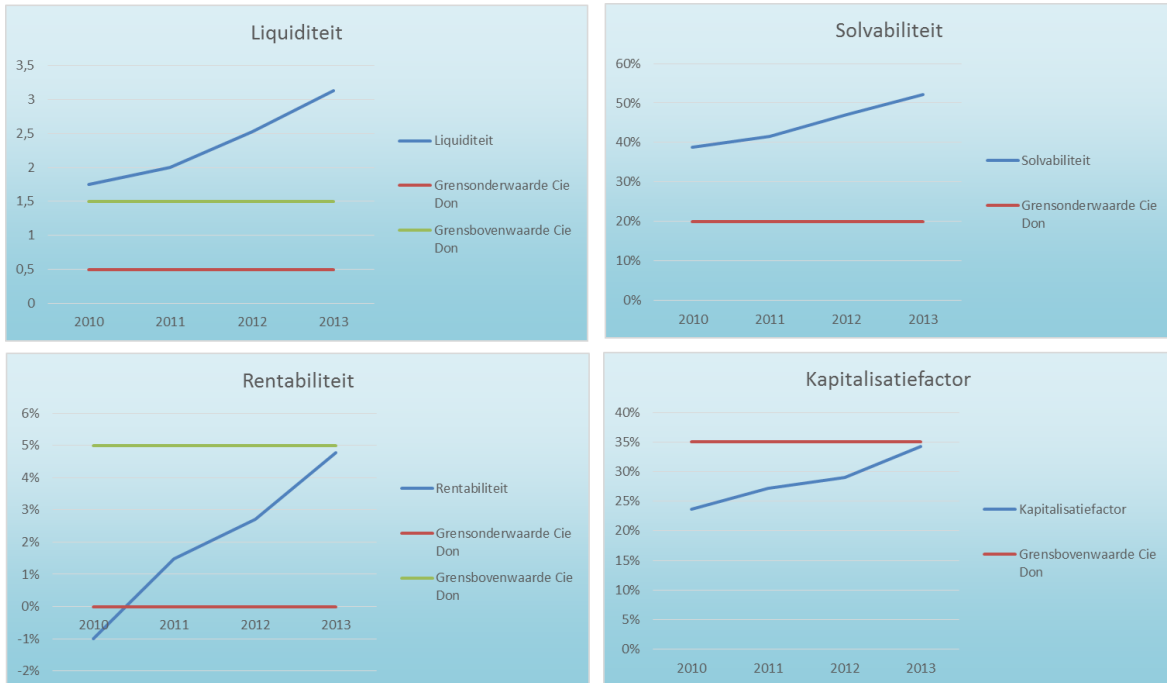 Liquiditeit
3,5
3
2,5
2
1,5
1
0,5
0
2010 2011 2012 2013
Liquiditeit
Grensonderwaarde Cie
Don
Grensbovenwaarde Cie
Don
Solvabiliteit
60%
50%
40%
30%
20%
10%
0%
2010 2011 2012 2013
Solvabiliteit
Grensonderwaarde Cie
Don
Rentabiliteit
6%
5%
4%
3%
2%
1%
0%
-1%
-2%
2010 2011 2012 2013
Rentabiliteit
Grensonderwaarde Cie
Don
Grensbovenwaarde Cie
Don
Kapitalisatiefactor
40%
35%
30%
25%
20%
15%
10%
5%
0%
2010 2011 2012 2013
Kapitalisatiefactor
Grensbovenwaarde Cie
Don